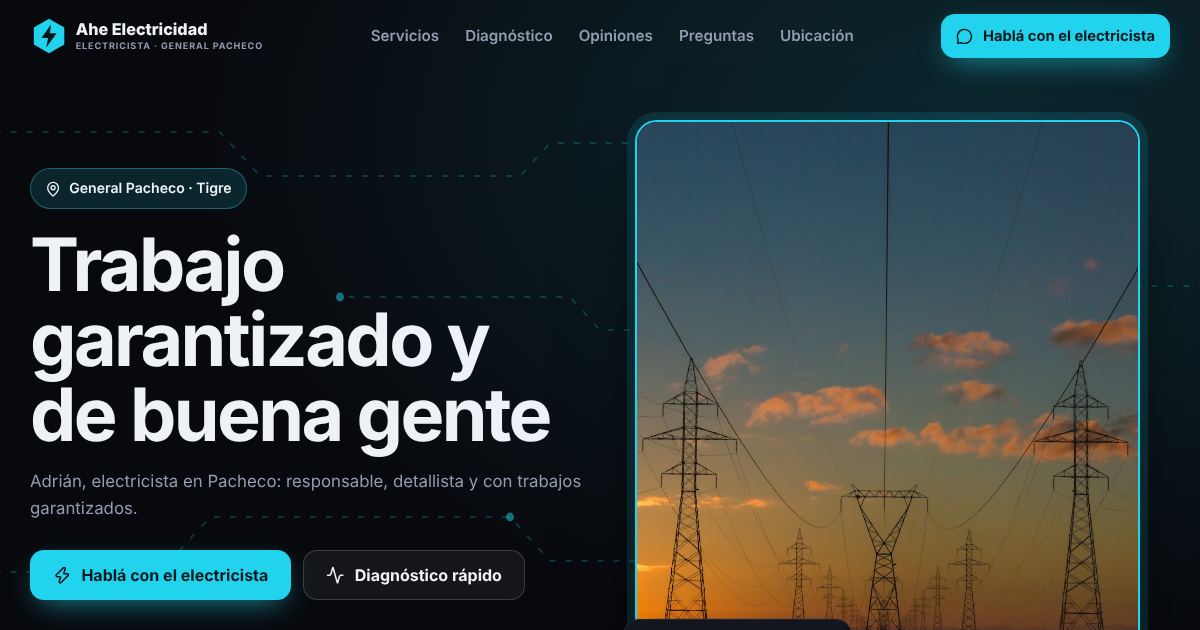 Ahe Electricidad
ELECTRICISTA · GENERAL PACHECO
Servicios
Diagnóstico
Opiniones
Preguntas
Ubicación
Hablá con el electricista
General Pacheco · Tigre
Trabajo
garantizado y
de buena gente
Adrián, electricista en Pacheco: responsable, detallista y con trabajos
garantizados.
Hablá con el electricista
Diagnóstico rápido